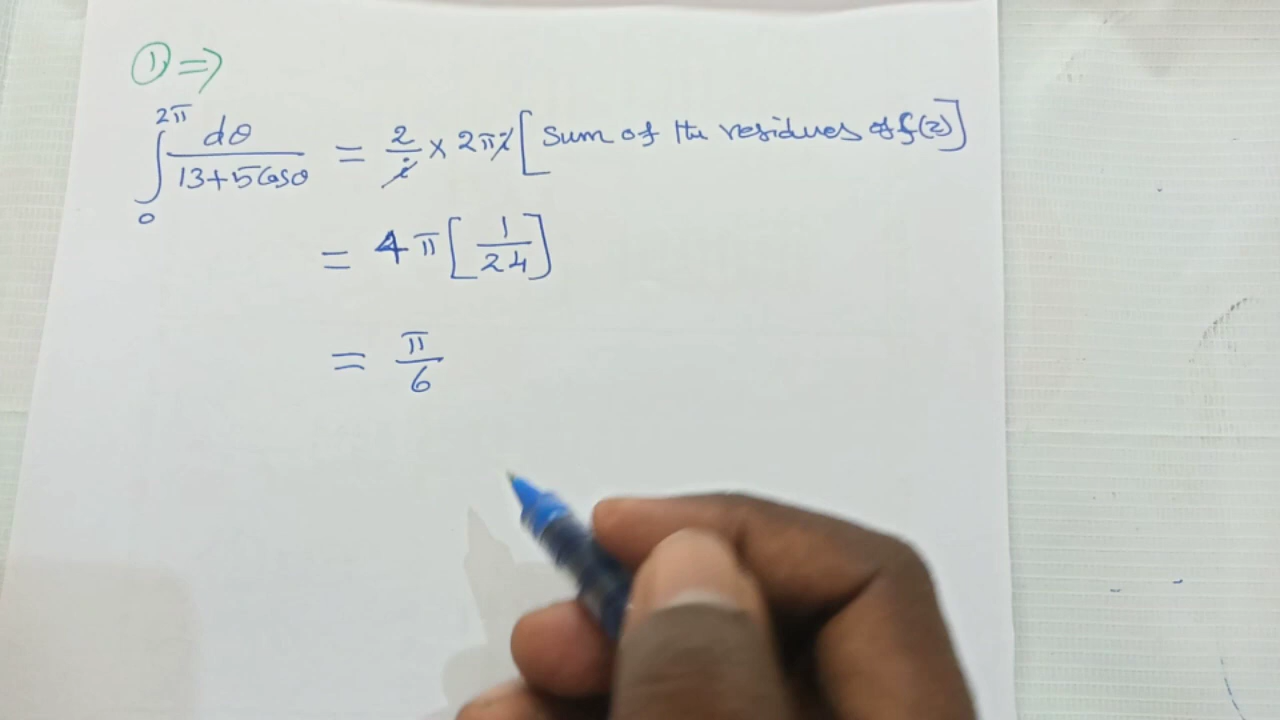 ① ⇒
∫₀^{2π} dθ/(13+5cosθ) = 2/i × 2πi [Sum of the residues of f(z)]
= 4π[1/24]
= π/6